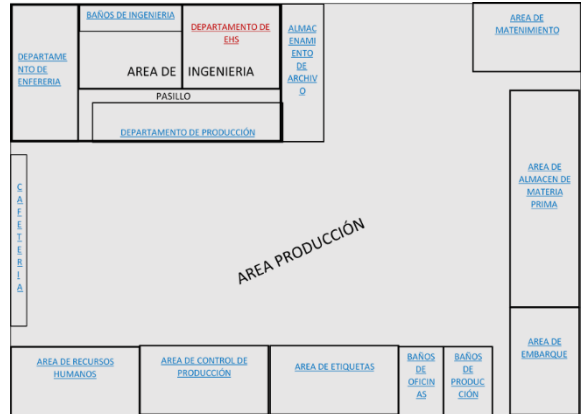 BAÑOS DE INGENIERIA
DEPARTAMENTO DE
EHS
ALMAC
ENAMI
ENTO
DE
ARCHIV
O
AREA DE
MATENIMIENTO
DEPARTAME
NTO DE
ENFERERIA
AREA DE INGENIERIA
PASILLO
DEPARTAMENTO DE PRODUCCIÓN
AREA DE
ALMACEN DE
MATERIA
PRIMA
C
A
F
E
T
E
R
I
A
AREA PRODUCCIÓN
AREA DE RECURSOS
HUMANOS
AREA DE CONTROL DE
PRODUCCIÓN
AREA DE ETIQUETAS
BAÑOS
DE
OFICIN
AS
BAÑOS
DE
PRODUC
CIÓN
AREA DE
EMBARQUE